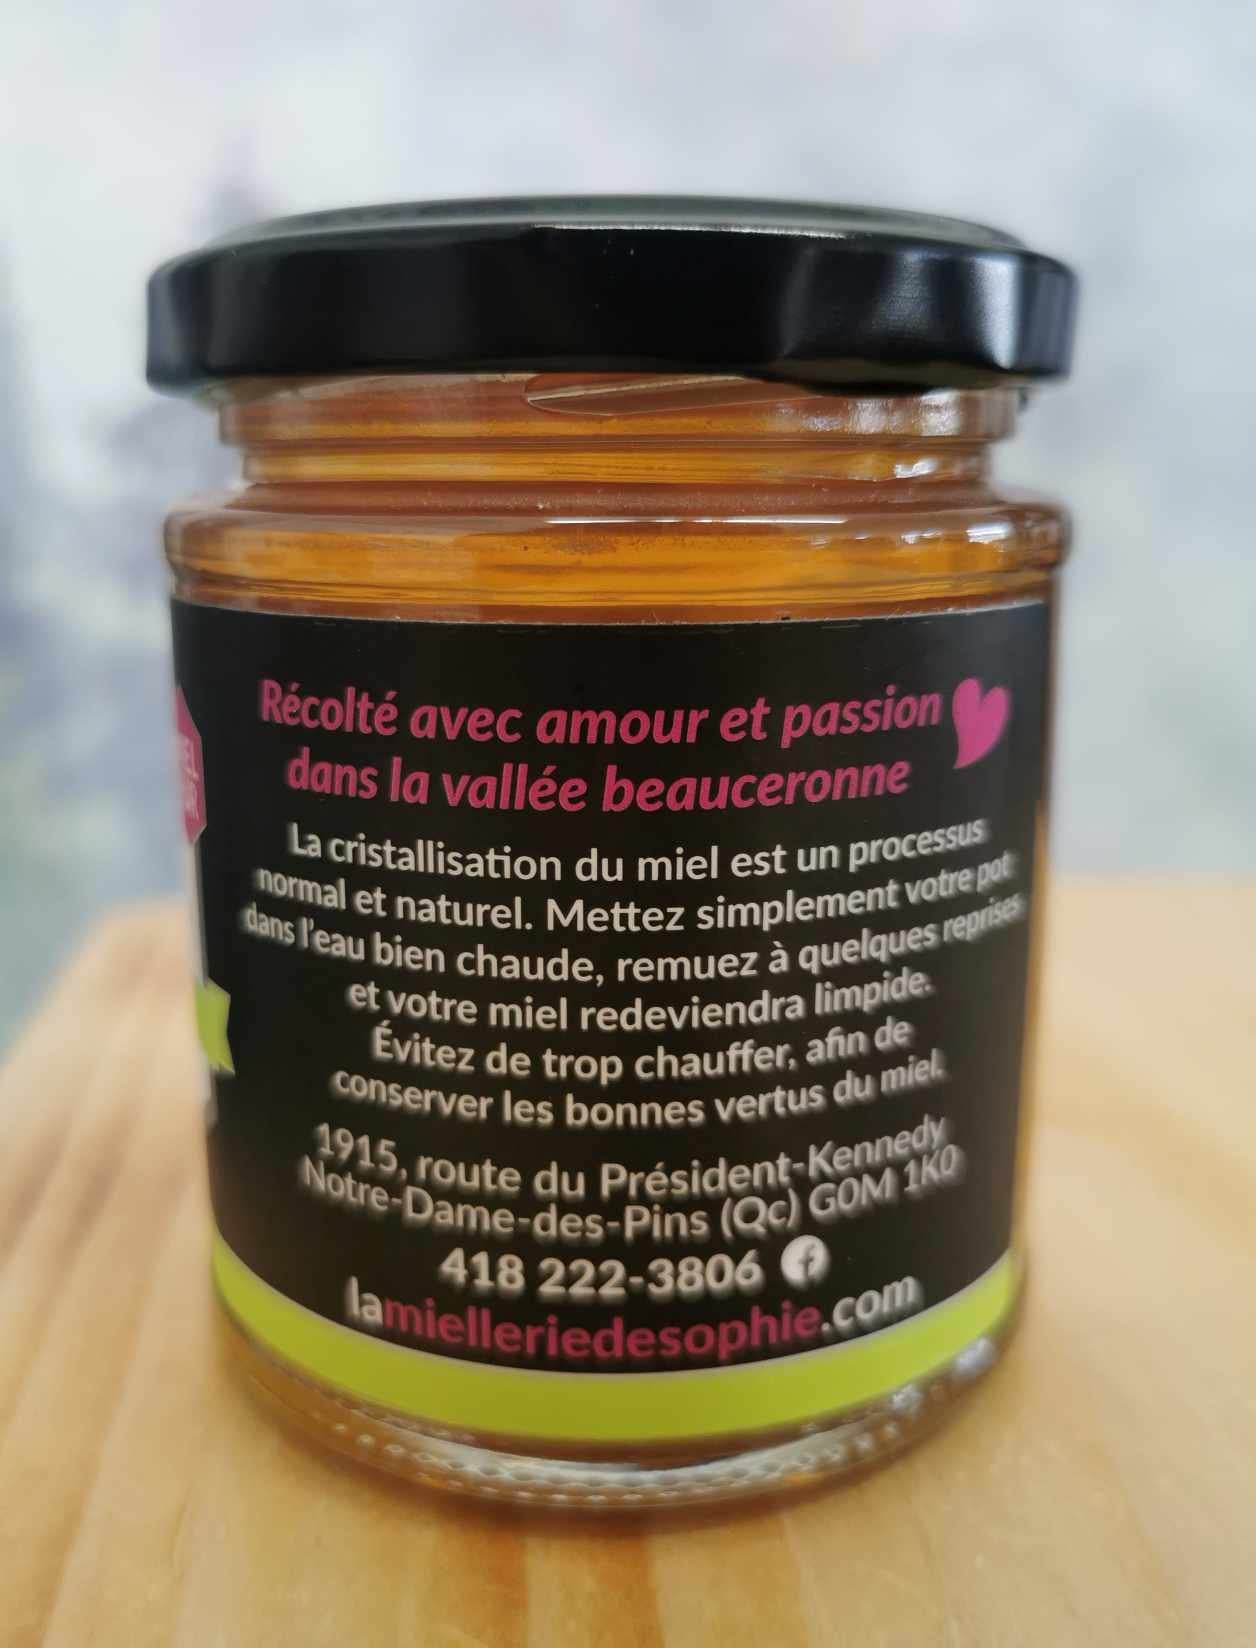 Récolté avec amour et passion
dans la vallée beauceronne
La cristallisation du miel est un processus
normal et naturel. Mettez simplement votre pot
dans l'eau bien chaude, remuez à quelques reprises
et votre miel redeviendra limpide.
Évitez de trop chauffer, afin de
conserver les bonnes vertus du miel.
1915, route du Président-Kennedy
Notre-Dame-des-Pins (Qc) G0M 1K0
418 222-3806
lamielleriedesophie.com